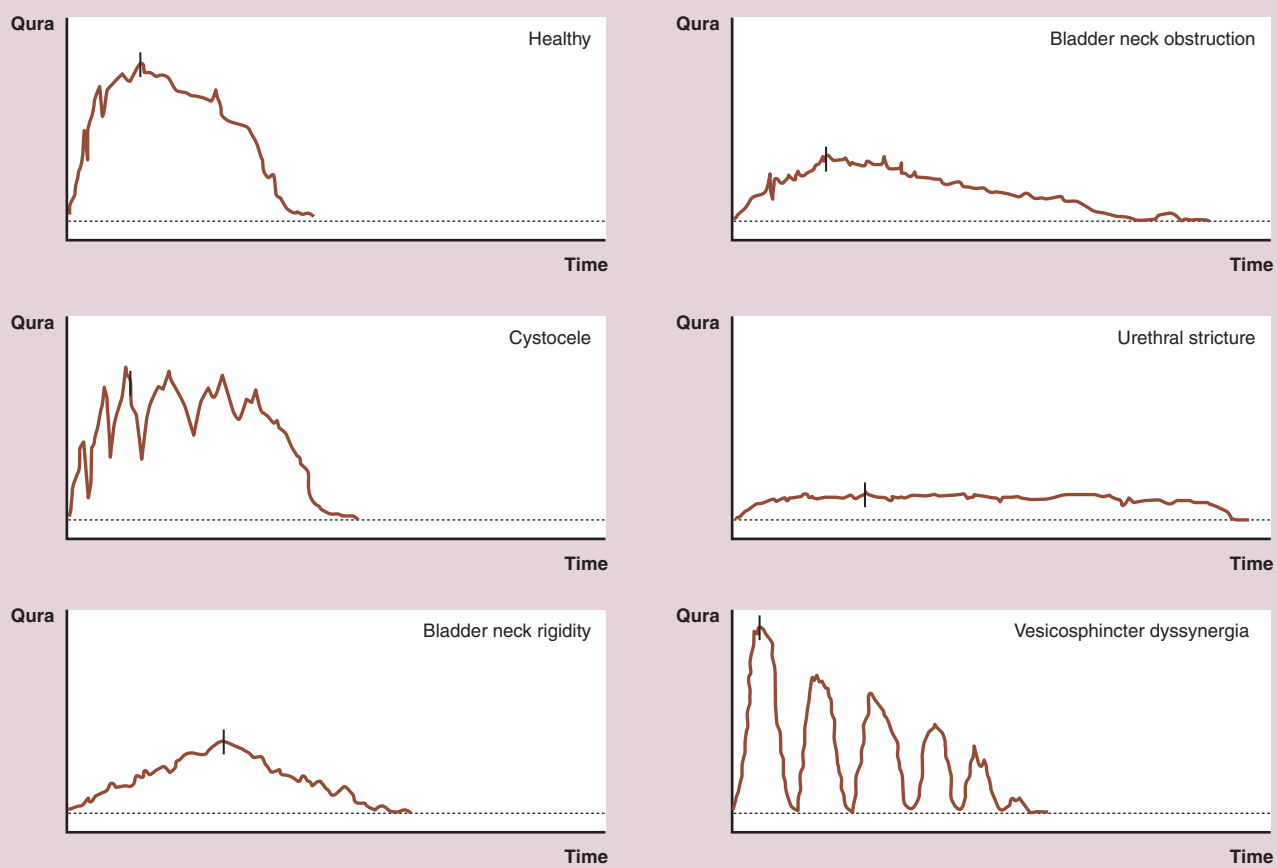 Qura
Healthy
Time
Qura
Bladder neck obstruction
Time
Qura
Cystocele
Time
Qura
Urethral stricture
Time
Qura
Bladder neck rigidity
Time
Qura
Vesicosphincter dyssynergia
Time